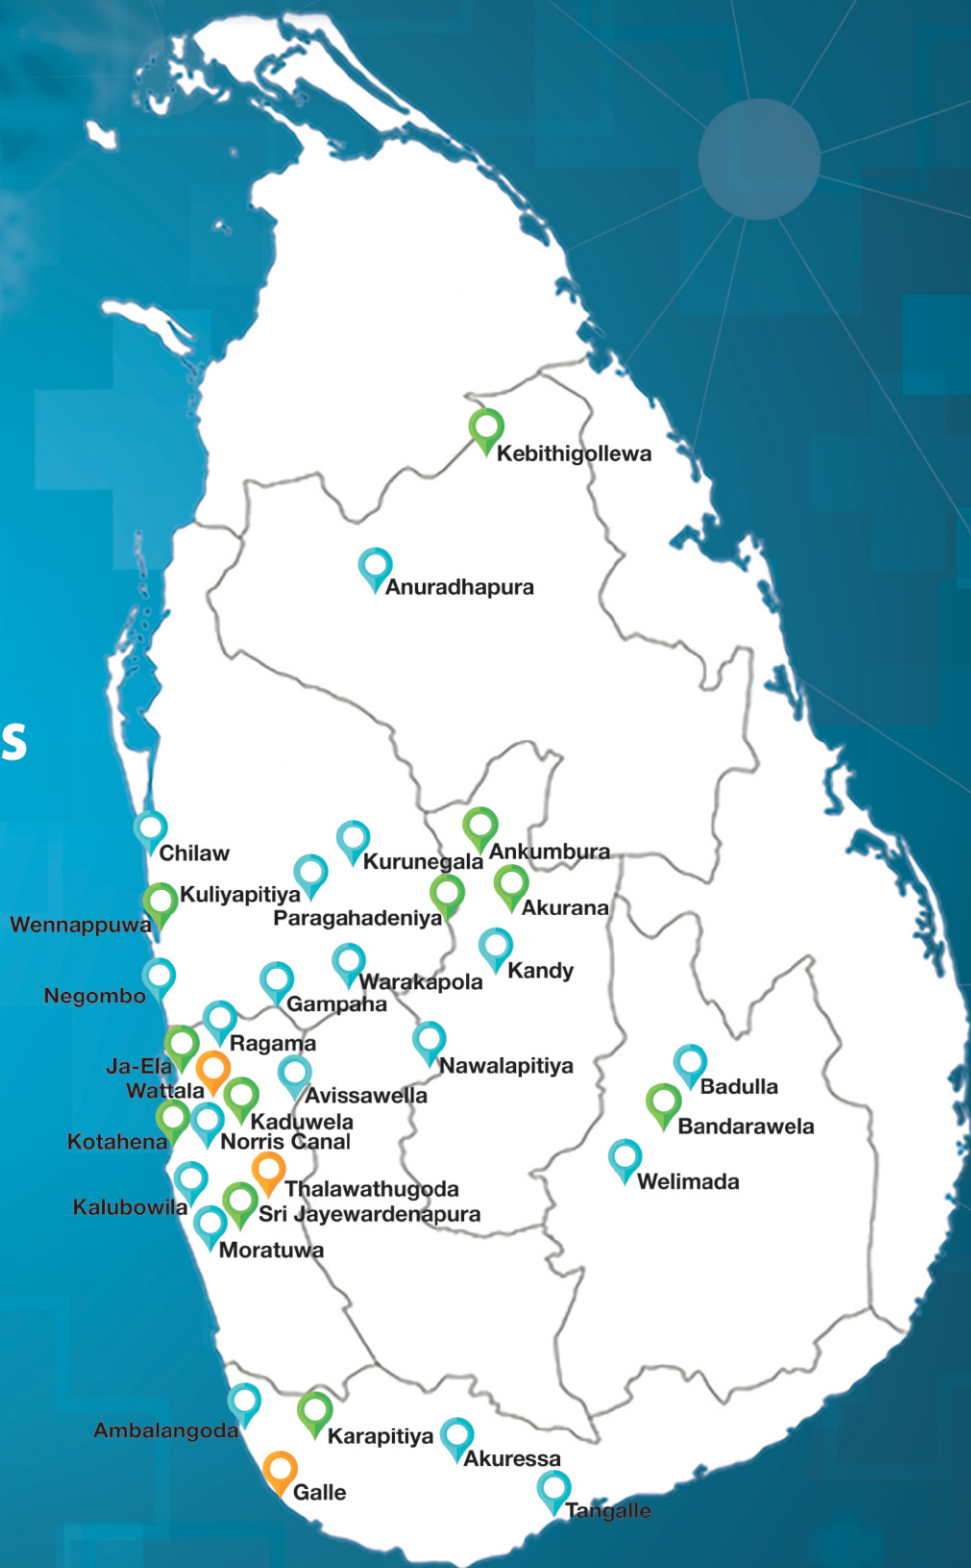 Kebithigollewa
Anuradhapura
s
Chilaw
Kurunegala
Ankumbura
Kuliyapitiya
Akurana
Paragahadeniya
Wennappuwa
Kandy
Warakapola
Negombo
Gampaha
Ragama
Ja-Ela
Nawalapitiya
Badulla
Wattala
Avissawella
Kaduwela
Bandarawela
Kotahena
Norris Canal
Welimada
Thalawathugoda
Kalubowila
Sri Jayewardenapura
Moratuwa
Ambalangoda
Karapitiya
Akuressa
Galle
Tangalle